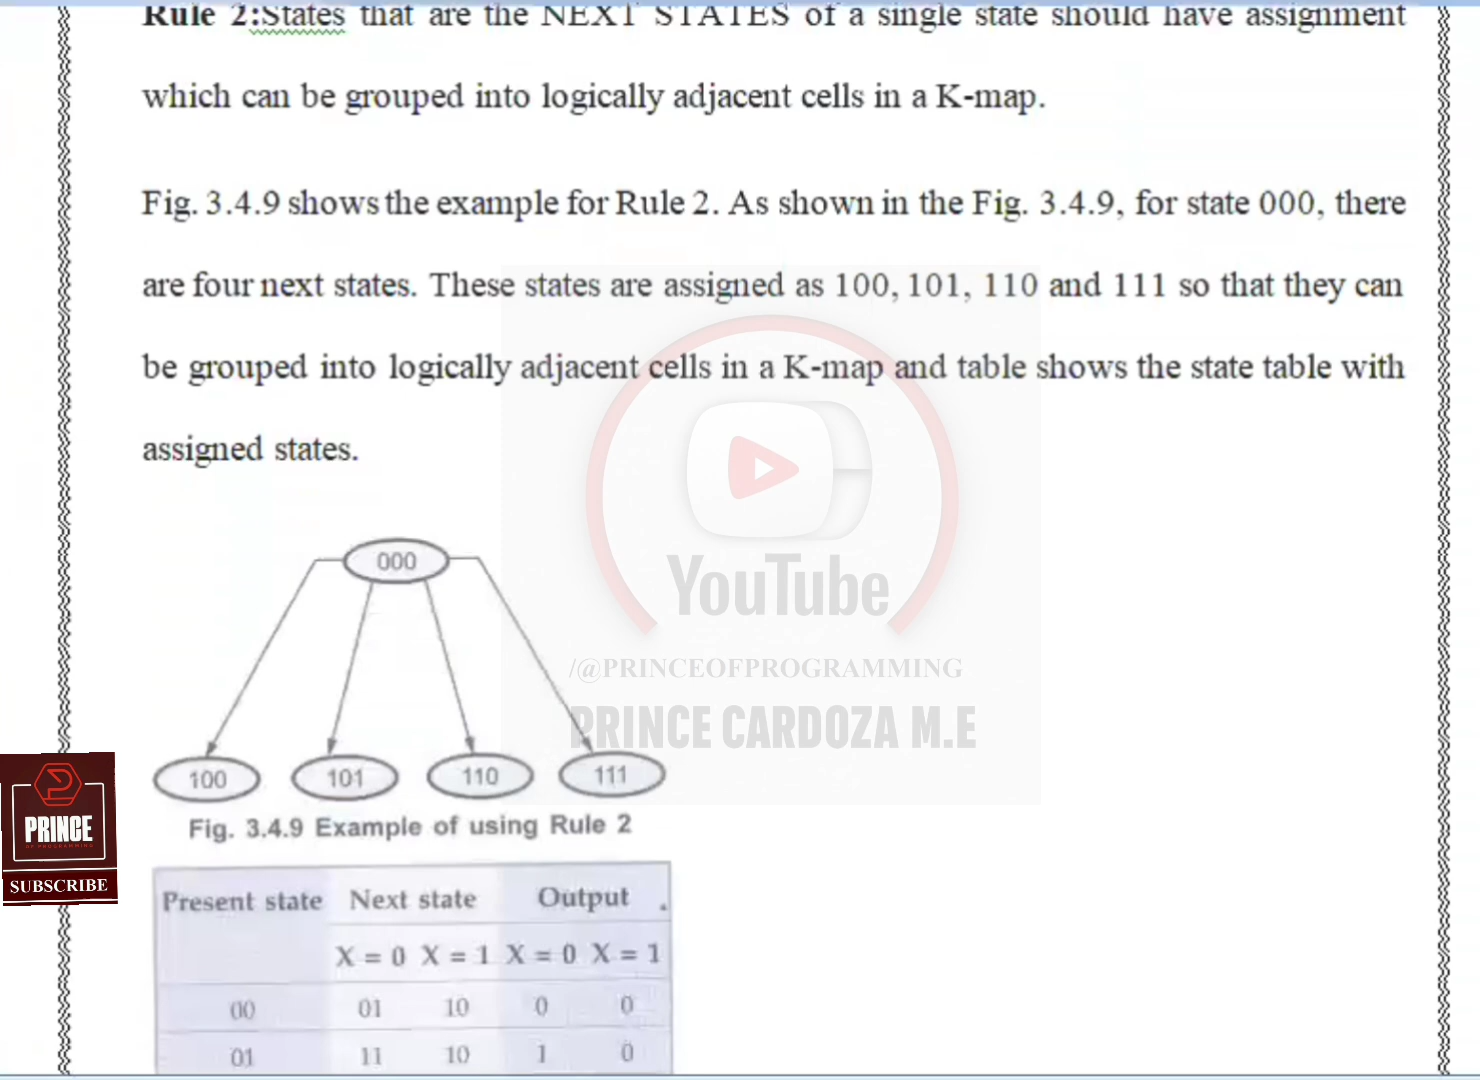 Rule 2:States that are the NEXT STATES of a single state should have assignment
which can be grouped into logically adjacent cells in a K-map.
Fig. 3.4.9 shows the example for Rule 2. As shown in the Fig. 3.4.9, for state 000, there
are four next states. These states are assigned as 100, 101, 110 and 111 so that they can
be grouped into logically adjacent cells in a K-map and table shows the state table with
assigned states.
YouTube
/@PRINCEOFPROGRAMMING
PRINCE CARDOZA M.E
000
100 101 110 111
Fig. 3.4.9 Example of using Rule 2
PRINCE
OF PROGRAMMING
SUBSCRIBE
Present state Next state Output
X = 0 X = 1 X = 0 X = 1
00 01 10 0 0
01 11 10 1 0